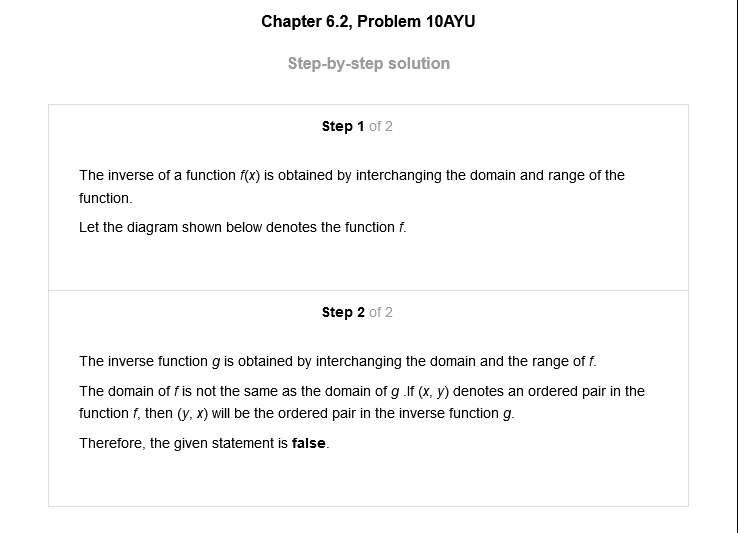 Chapter 6.2, Problem 10AYU
Step-by-step solution
Step 1 of 2
The inverse of a function f(x) is obtained by interchanging the domain and range of the
function.
Let the diagram shown below denotes the function f.
Step 2 of 2
The inverse function g is obtained by interchanging the domain and the range of f.
The domain of f is not the same as the domain of g .If (x, y) denotes an ordered pair in the
function f, then (y, x) will be the ordered pair in the inverse function g.
Therefore, the given statement is false.